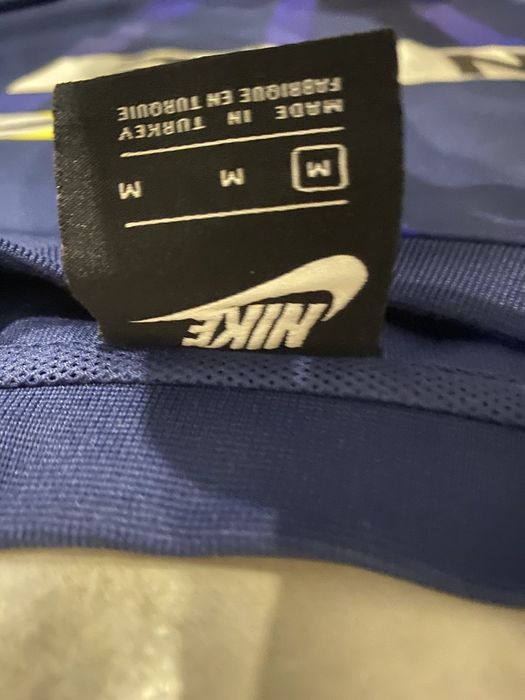 NIKE
M M M
MADE IN TURKEY
FABRIQUE EN TURQUIE
N